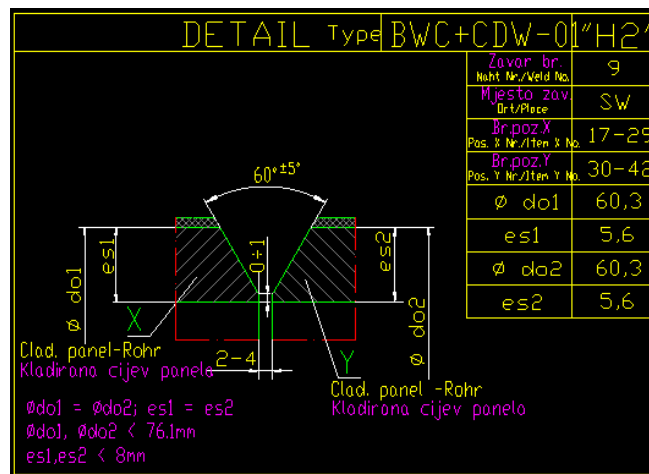 DETAIL Type BWC+CDW-01"H2"
Zavar br.
Naht Nr./Weld No.
9
Mjesto zav.
Ort/Place
SW
Br.poz.X
Pos. X Nr./Item X No.
17-29
Br.poz.Y
Pos. Y Nr./Item Y No.
30-42
Ø do1
60,3
es1
5,6
Ø do2
60,3
es2
5,6
60°±5°
Ø do1
es1
0÷1
es2
Ø do2
X
Y
2-4
Clad. panel-Rohr
Kladirana cijev panela
Clad. panel -Rohr
Kladirana cijev panela
Ødo1 = Ødo2; es1 = es2
Ødo1, Ødo2 < 76.1mm
es1,es2 < 8mm